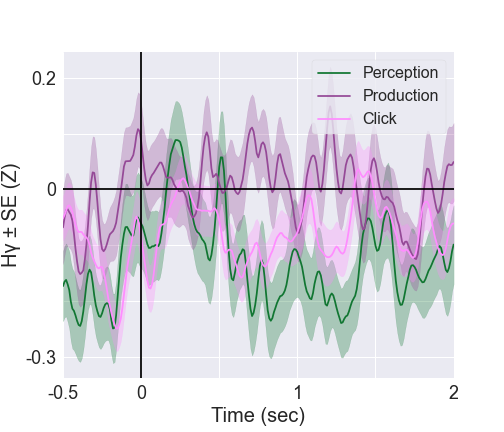 Perception
Production
Click
0.2
0
-0.3
Hγ ± SE (Z)
-0.5
0
1
2
Time (sec)